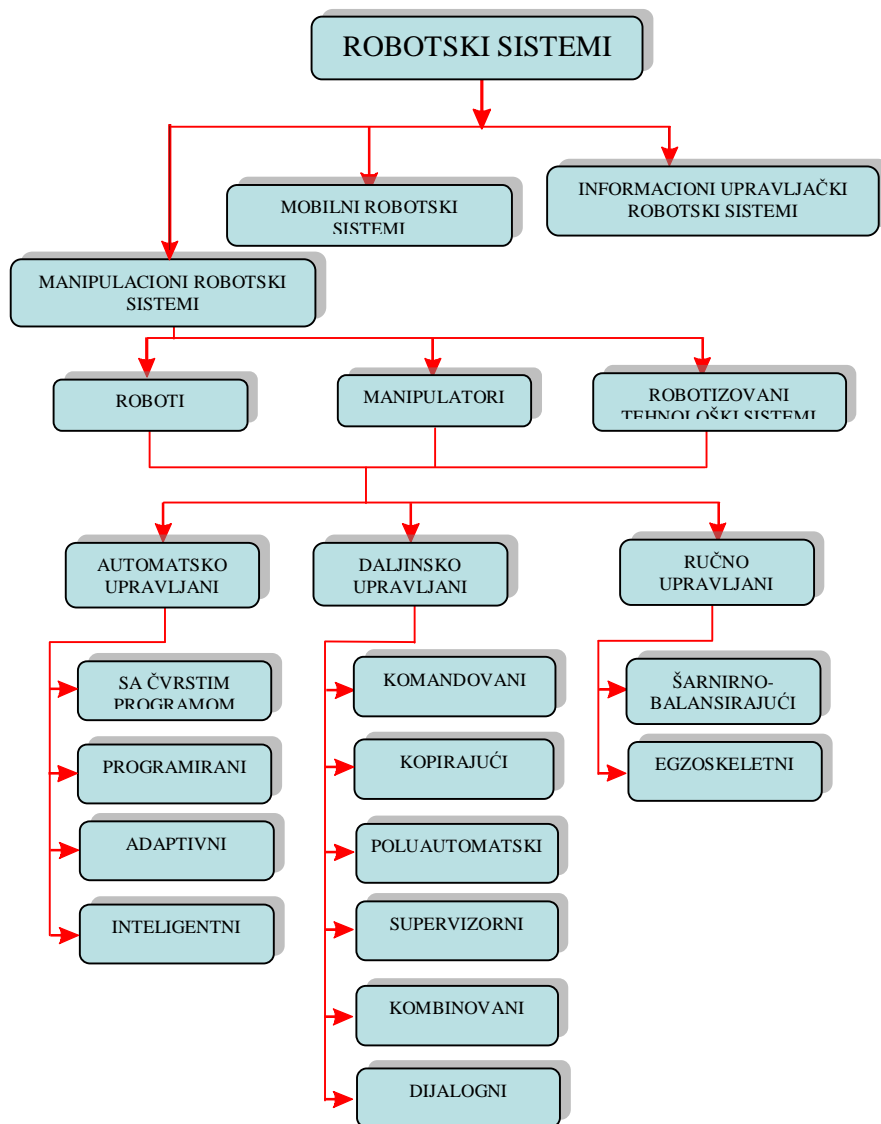 ROBOTSKI SISTEMI
MOBILNI ROBOTSKI
SISTEMI
INFORMACIONI UPRAVLJAČKI
ROBOTSKI SISTEMI
MANIPULACIONI ROBOTSKI
SISTEMI
ROBOTI
MANIPULATORI
ROBOTIZOVANI
TEHNOLOŠKI SISTEMI
AUTOMATSKO
UPRAVLJANI
DALJINSKO
UPRAVLJANI
RUČNO
UPRAVLJANI
SA ČVRSTIM
PROGRAMOM
PROGRAMIRANI
ADAPTIVNI
INTELIGENTNI
KOMANDOVANI
KOPIRAJUĆI
POLUAUTOMATSKI
SUPERVIZORNI
KOMBINOVANI
DIJALOGNI
ŠARNIRNO-
BALANSIRAJUĆI
EGZOSKELETNI